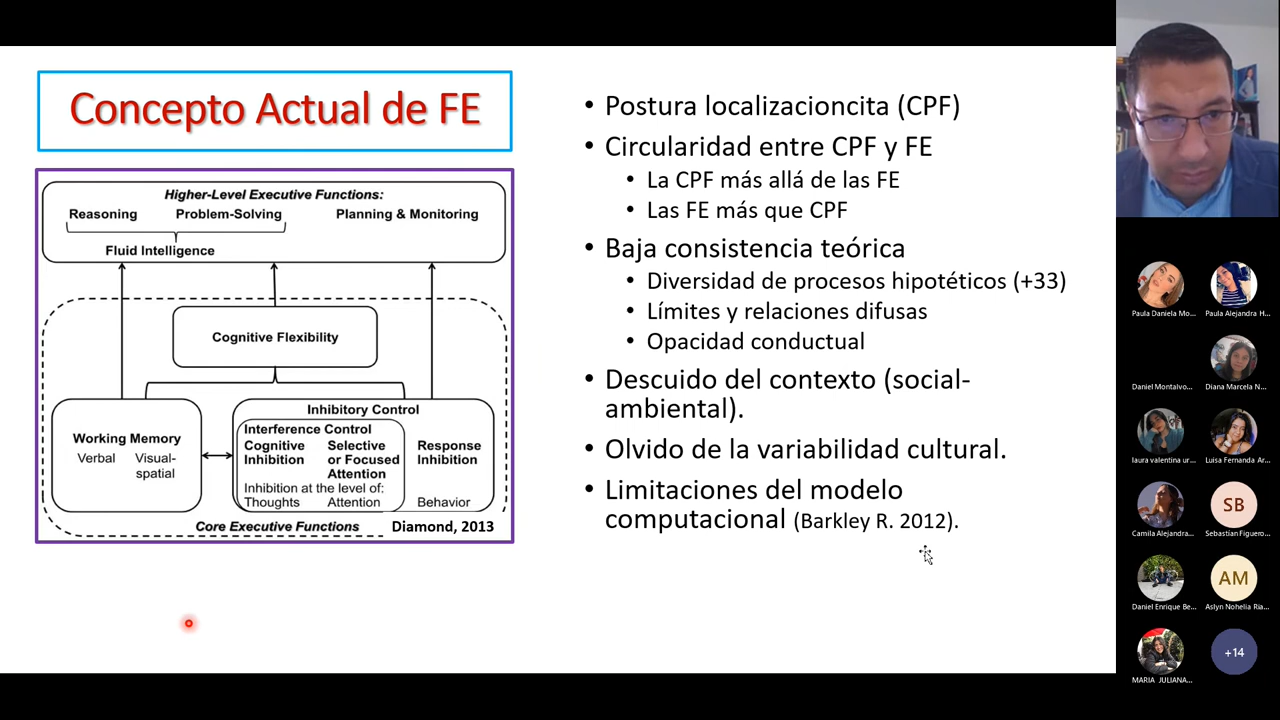 Concepto Actual de FE
Higher-Level Executive Functions:
Reasoning Problem-Solving Planning & Monitoring
Fluid Intelligence
Cognitive Flexibility
Working Memory
Verbal Visual-
spatial
Inhibitory Control
Interference Control
Cognitive Selective Response
Inhibition or Focused Inhibition
Attention
Inhibition at the level of:
Thoughts Attention Behavior
Core Executive Functions Diamond, 2013
• Postura localizacioncita (CPF)
• Circularidad entre CPF y FE
• La CPF más allá de las FE
• Las FE más que CPF
• Baja consistencia teórica
• Diversidad de procesos hipotéticos (+33)
• Límites y relaciones difusas
• Opacidad conductual
• Descuido del contexto (social-
ambiental).
• Olvido de la variabilidad cultural.
• Limitaciones del modelo
computacional (Barkley R. 2012).
Paula Daniela Mo... Paula Alejandra H...
Daniel Montalvo... Diana Marcela N...
laura valentina ur... Luisa Fernanda Ar...
SB
Camila Alejandra... Sebastian Figuero...
AM
Daniel Enrique Be... Aslyn Nohelia Ria...
+14
MARIA JULIANA...